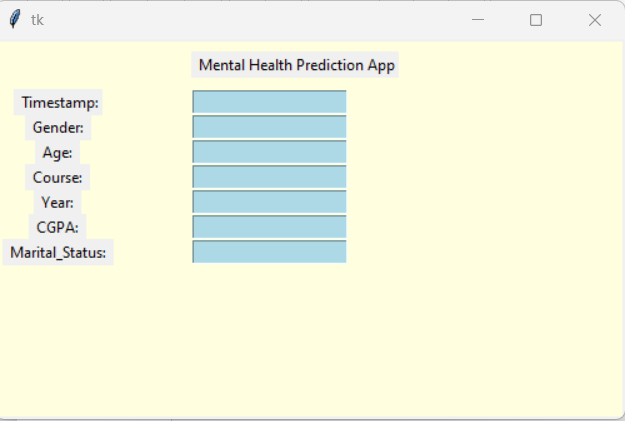 tk
Mental Health Prediction App
Timestamp:
Gender:
Age:
Course:
Year:
CGPA:
Marital_Status: